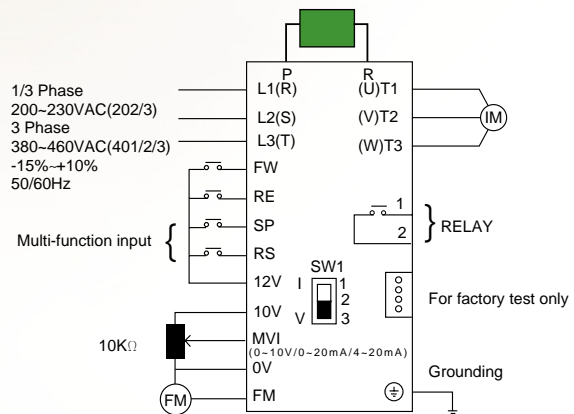 P R
L1(R) (U)T1
L2(S) (V)T2
L3(T) (W)T3
IM
1/3 Phase
200~230VAC(202/3)
3 Phase
380~460VAC(401/2/3)
-15%~+10%
50/60Hz
FW
RE
SP
RS
12V
Multi-function input
1
2
RELAY
SW1
I
V
1
2
3
For factory test only
10V
MVI
(0~10V/0~20mA/4~20mA)
0V
FM
10KΩ
FM
Grounding